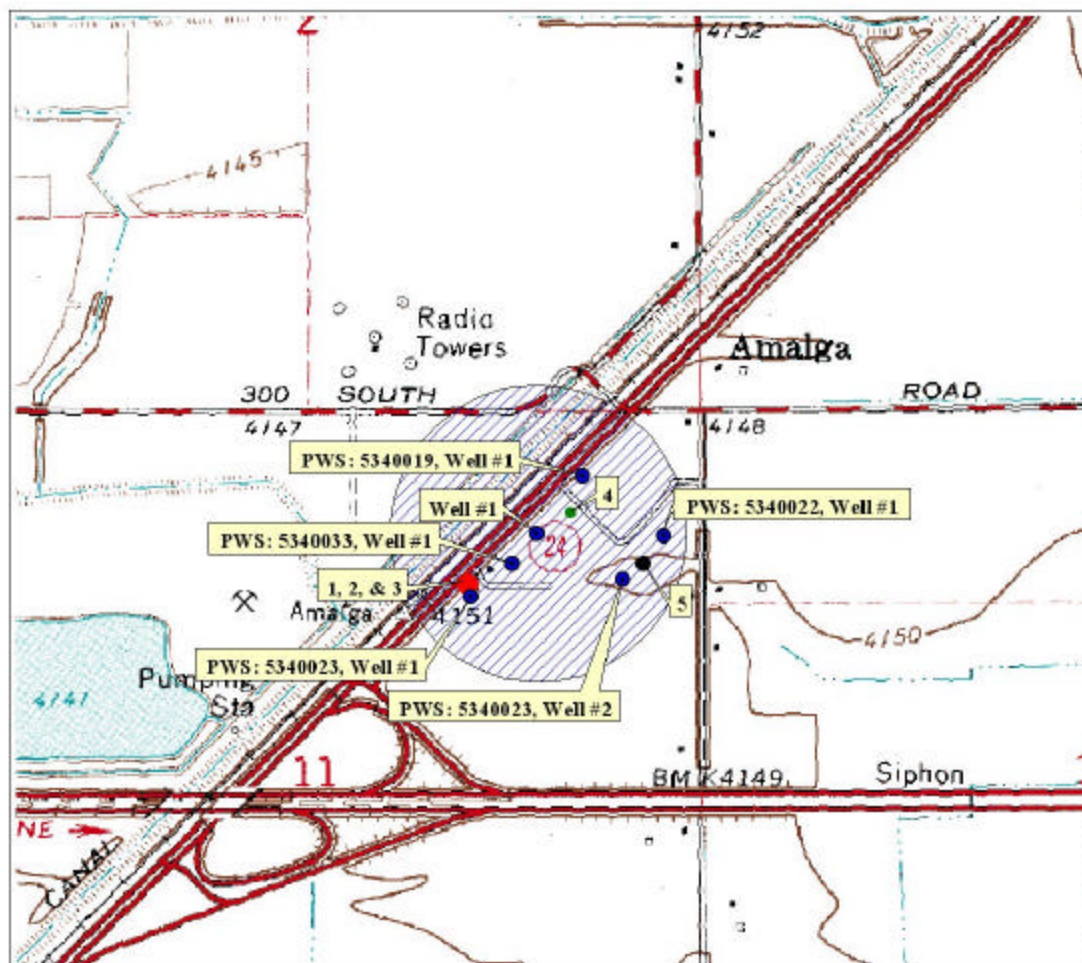 2
4152
4145
Radio
Towers
Amalga
300 SOUTH
ROAD
4147
4148
PWS: 5340019, Well #1
4
Well #1
PWS: 5340022, Well #1
PWS: 5340033, Well #1
24
1, 2, & 3
5
Amalga
4151
4150
PWS: 5340023, Well #1
Pumping
Sta
4141
PWS: 5340023, Well #2
11
BM K4149
Siphon
NE
CANAL